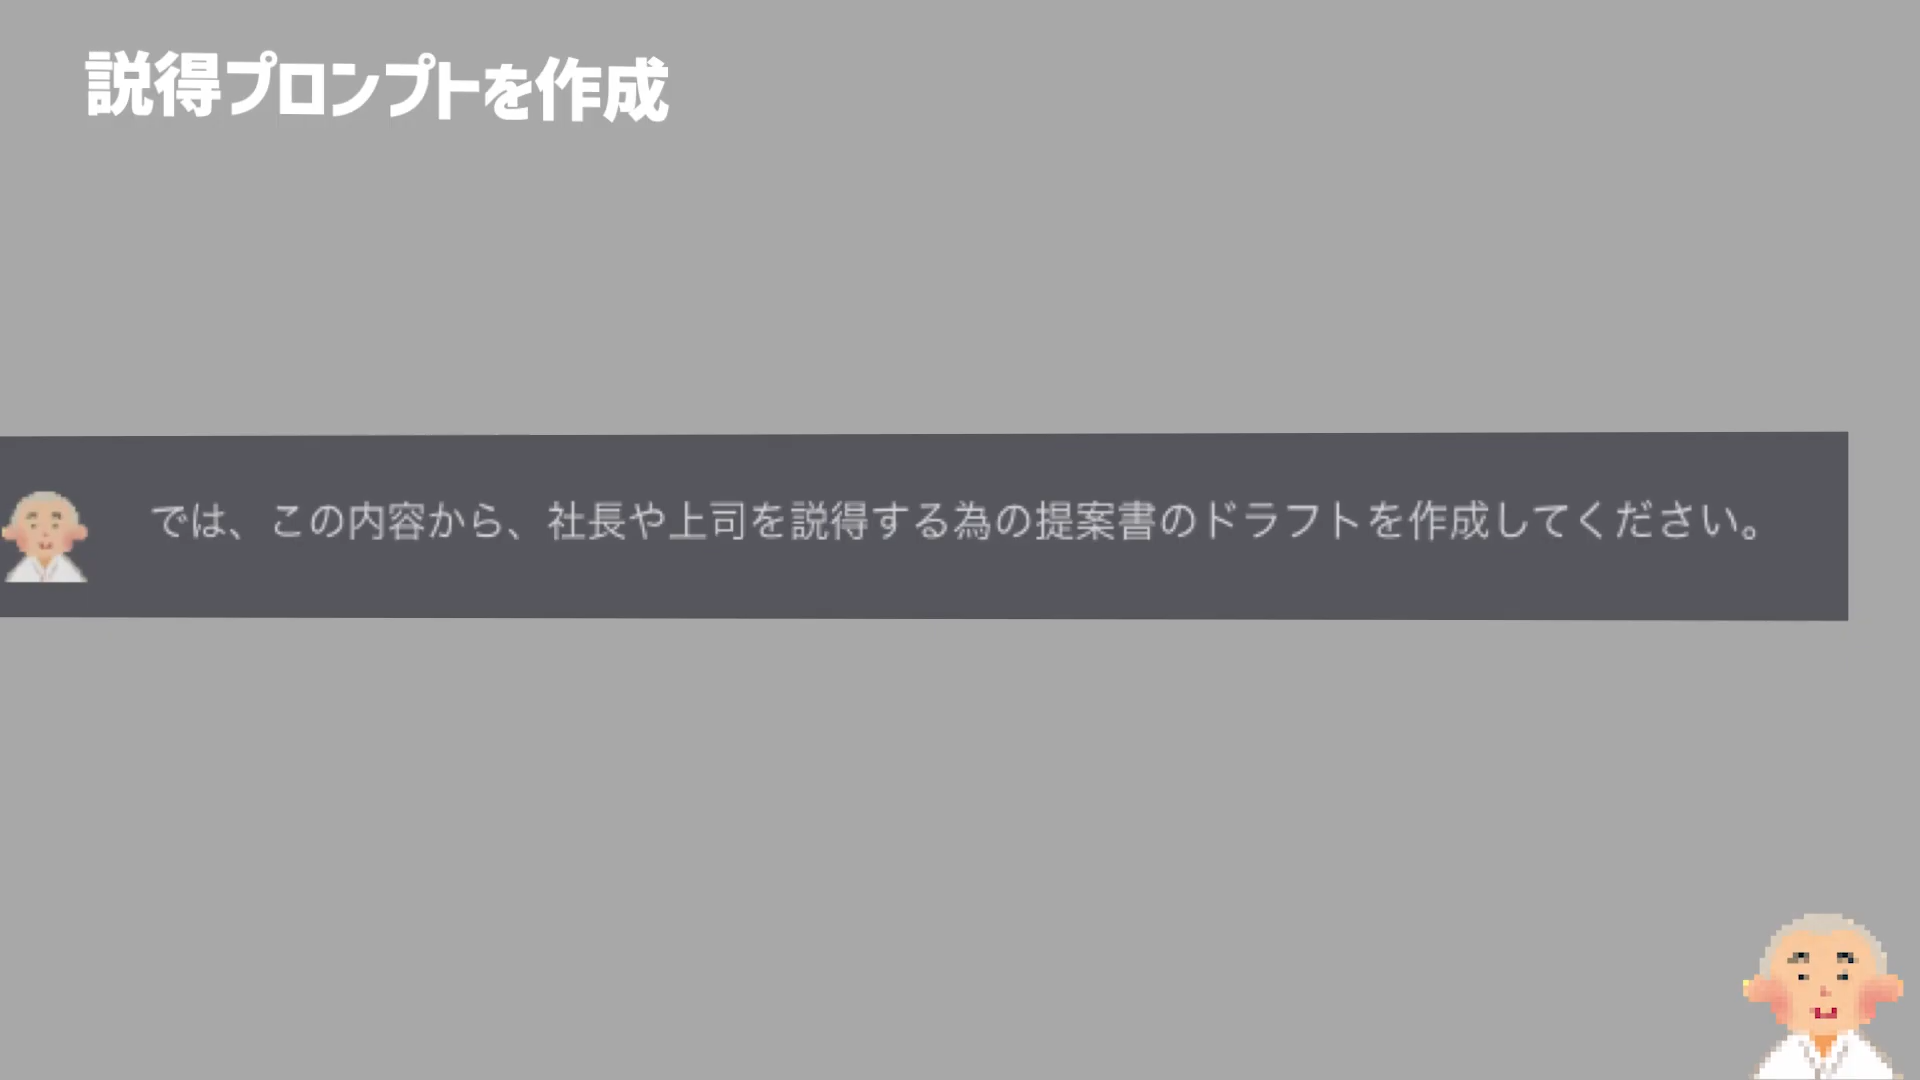 説得プロンプトを作成
では、この内容から、社長や上司を説得する為の提案書のドラフトを作成してください。